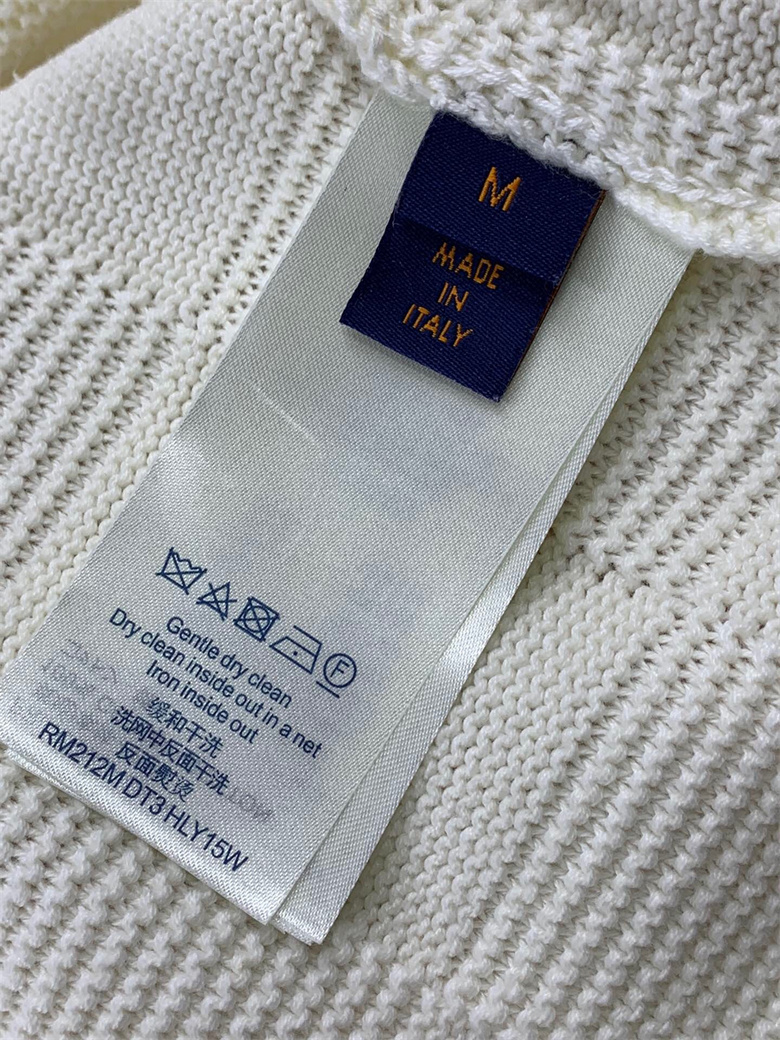 M
MADE
IN
ITALY
F
Gentle dry clean
Dry clean inside out in a net
Iron inside out
缓和干洗
洗网中反面干洗
反面熨烫
RM212M DT3 HLY15W